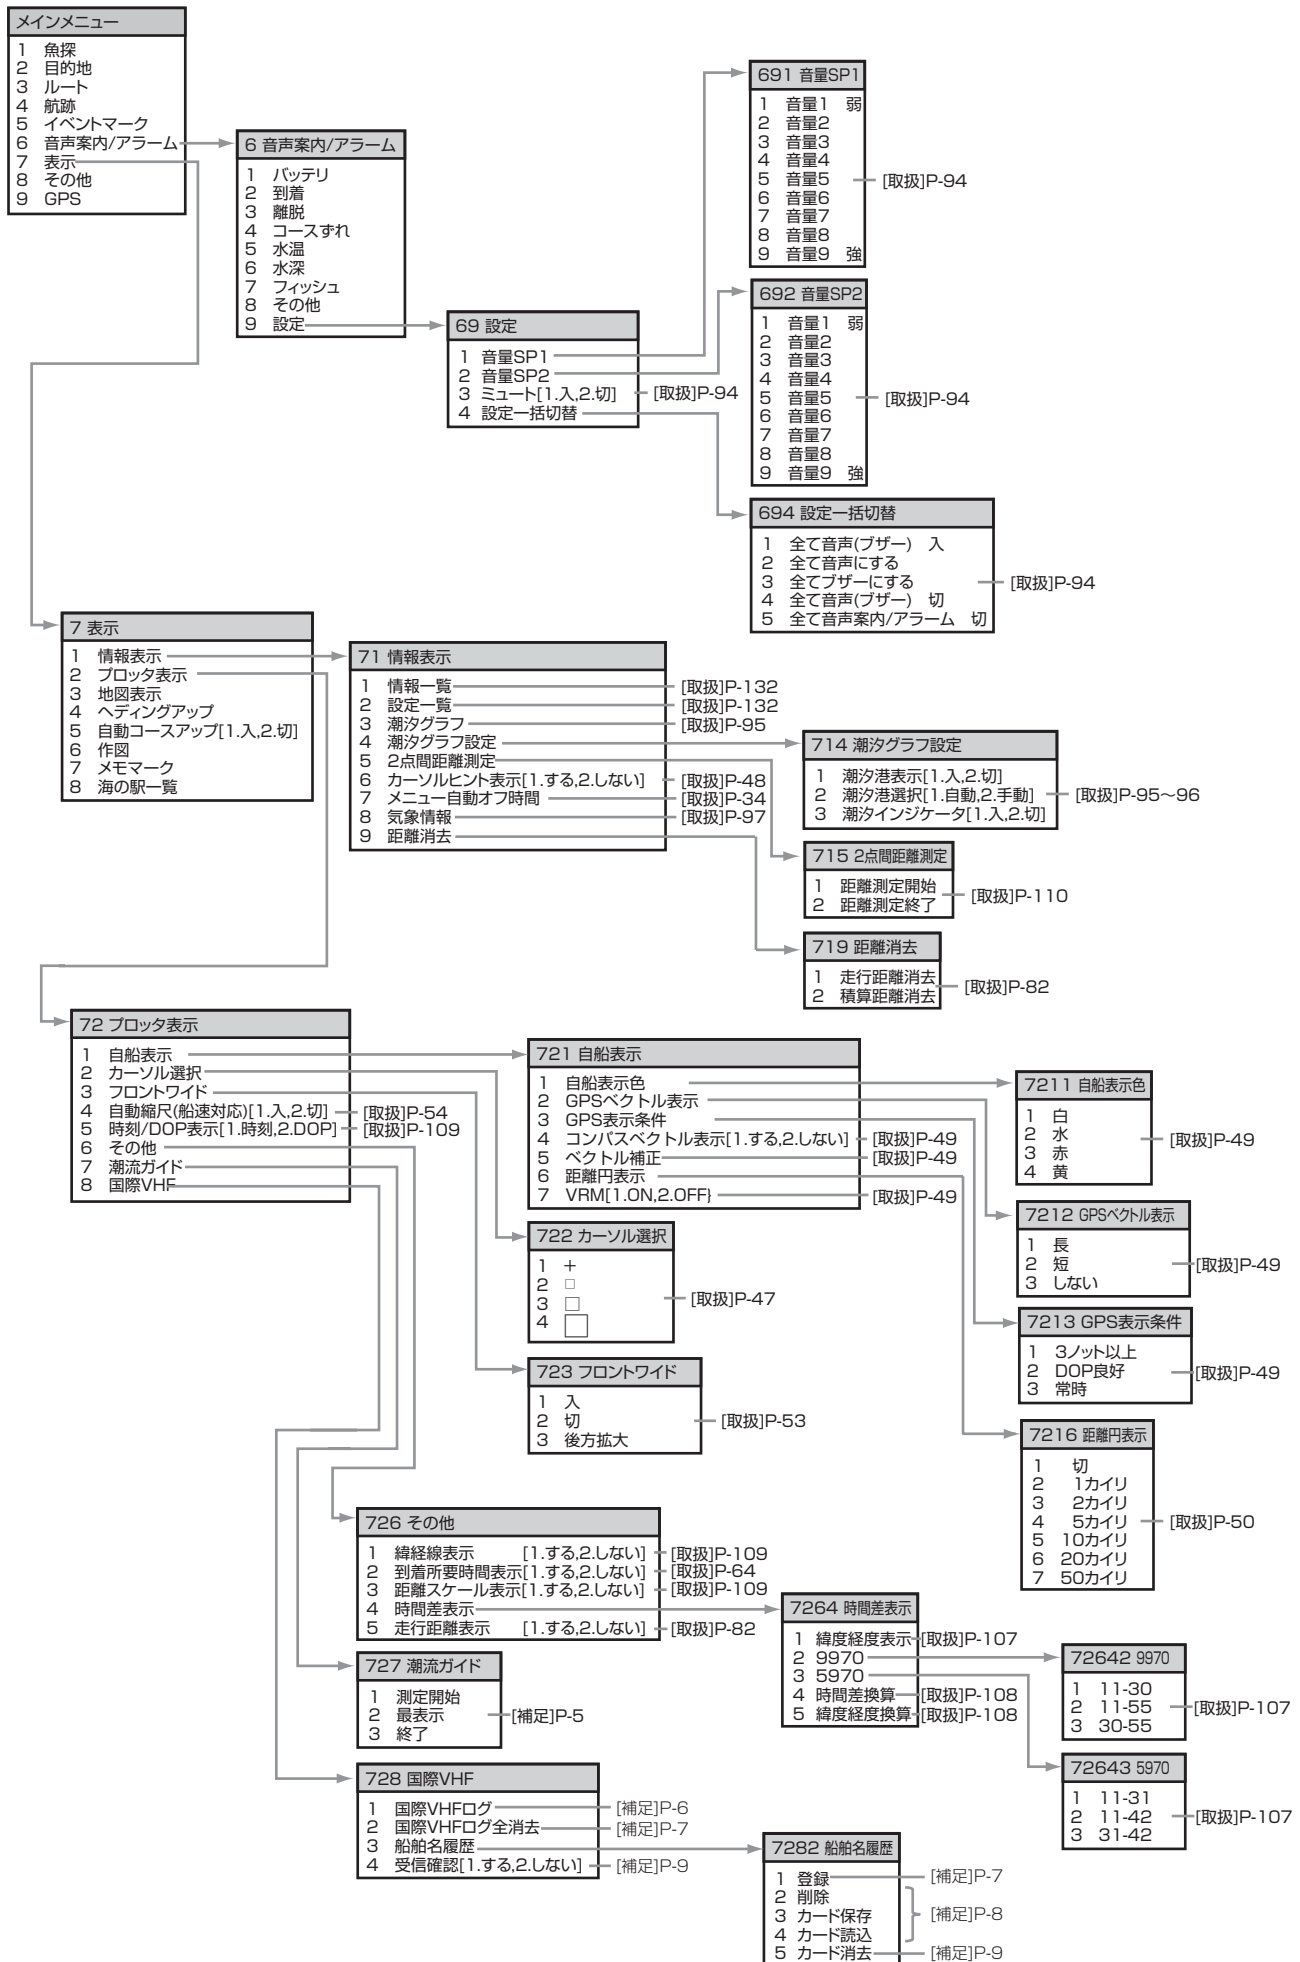 メインメニュー
1 魚探
2 目的地
3 ルート
4 航跡
5 イベントマーク
6 音声案内/アラーム
7 表示
8 その他
9 GPS
6 音声案内/アラーム
1 バッテリ
2 到着
3 離脱
4 コースずれ
5 水温
6 水深
7 フィッシュ
8 その他
9 設定
69 設定
1 音量SP1
2 音量SP2
3 ミュート[1.入,2.切] [取扱]P-94
4 設定一括切替
691 音量SP1
1 音量1 弱
2 音量2
3 音量3
4 音量4
5 音量5
6 音量6
7 音量7
8 音量8
9 音量9 強
[取扱]P-94
692 音量SP2
1 音量1 弱
2 音量2
3 音量3
4 音量4
5 音量5
6 音量6
7 音量7
8 音量8
9 音量9 強
[取扱]P-94
694 設定一括切替
1 全て音声(ブザー) 入
2 全て音声にする
3 全てブザーにする
4 全て音声(ブザー) 切
5 全て音声案内/アラーム 切
[取扱]P-94
7 表示
1 情報表示
2 プロッタ表示
3 地図表示
4 ヘディングアップ
5 自動コースアップ[1.入,2.切]
6 作図
7 メモマーク
8 海の駅一覧
71 情報表示
1 情報一覧 [取扱]P-132
2 設定一覧 [取扱]P-132
3 潮汐グラフ [取扱]P-95
4 潮汐グラフ設定
5 2点間距離測定
6 カーソルヒント表示[1.する,2.しない] [取扱]P-48
7 メニュー自動オフ時間 [取扱]P-34
8 気象情報 [取扱]P-97
9 距離消去
714 潮汐グラフ設定
1 潮汐港表示[1.入,2.切]
2 潮汐港選択[1.自動,2.手動]
3 潮汐インジケータ[1.入,2.切]
[取扱]P-95～96
715 2点間距離測定
1 距離測定開始
2 距離測定終了
[取扱]P-110
719 距離消去
1 走行距離消去
2 積算距離消去
[取扱]P-82
72 プロッタ表示
1 自船表示
2 カーソル選択
3 フロントワイド
4 自動縮尺(船速対応)[1.入,2.切] [取扱]P-54
5 時刻/DOP表示[1.時刻,2.DOP] [取扱]P-109
6 その他
7 潮流ガイド
8 国際VHF
721 自船表示
1 自船表示色
2 GPSベクトル表示
3 GPS表示条件
4 コンパスベクトル表示[1.する,2.しない] [取扱]P-49
5 ベクトル補正 [取扱]P-49
6 距離円表示
7 VRM[1.ON,2.OFF} [取扱]P-49
7211 自船表示色
1 白
2 水
3 赤
4 黄
[取扱]P-49
7212 GPSベクトル表示
1 長
2 短
3 しない
[取扱]P-49
7213 GPS表示条件
1 3ノット以上
2 DOP良好
3 常時
[取扱]P-49
7216 距離円表示
1 切
2 1カイリ
3 2カイリ
4 5カイリ
5 10カイリ
6 20カイリ
7 50カイリ
[取扱]P-50
722 カーソル選択
1 ＋
2 □
3 □
4 □
[取扱]P-47
723 フロントワイド
1 入
2 切
3 後方拡大
[取扱]P-53
726 その他
1 緯経線表示 [1.する,2.しない] [取扱]P-109
2 到着所要時間表示[1.する,2.しない] [取扱]P-64
3 距離スケール表示[1.する,2.しない] [取扱]P-109
4 時間差表示
5 走行距離表示 [1.する,2.しない] [取扱]P-82
7264 時間差表示
1 緯度経度表示 [取扱]P-107
2 9970
3 5970
4 時間差換算 [取扱]P-108
5 緯度経度換算 [取扱]P-108
72642 9970
1 11-30
2 11-55
3 30-55
[取扱]P-107
72643 5970
1 11-31
2 11-42
3 31-42
[取扱]P-107
727 潮流ガイド
1 測定開始
2 最表示
3 終了
[補足]P-5
728 国際VHF
1 国際VHFログ [補足]P-6
2 国際VHFログ全消去 [補足]P-7
3 船舶名履歴
4 受信確認[1.する,2.しない] [補足]P-9
7282 船舶名履歴
1 登録 [補足]P-7
2 削除
3 カード保存
4 カード読込
[補足]P-8
5 カード消去 [補足]P-9